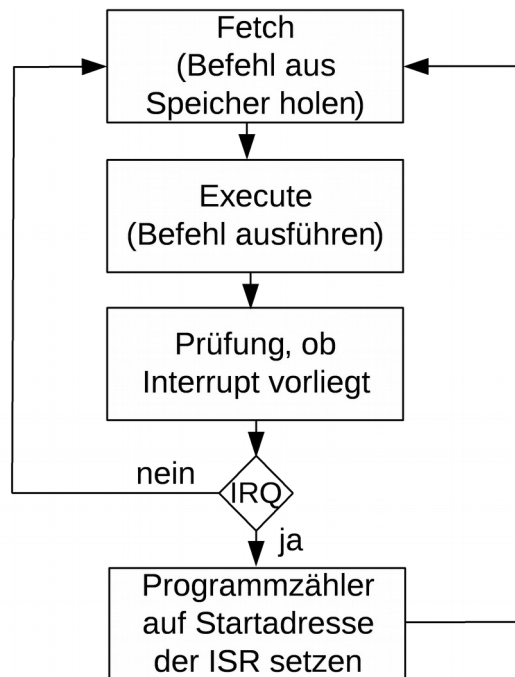 Fetch
(Befehl aus
Speicher holen)
Execute
(Befehl ausführen)
Prüfung, ob
Interrupt vorliegt
nein
IRQ
ja
Programmzähler
auf Startadresse
der ISR setzen